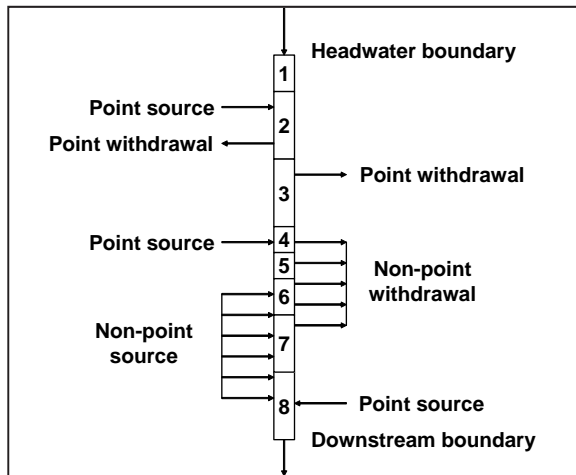 Headwater boundary
1
Point source
2
Point withdrawal
Point withdrawal
3
Point source
4
5
Non-point
withdrawal
6
Non-point
source
7
8
Point source
Downstream boundary